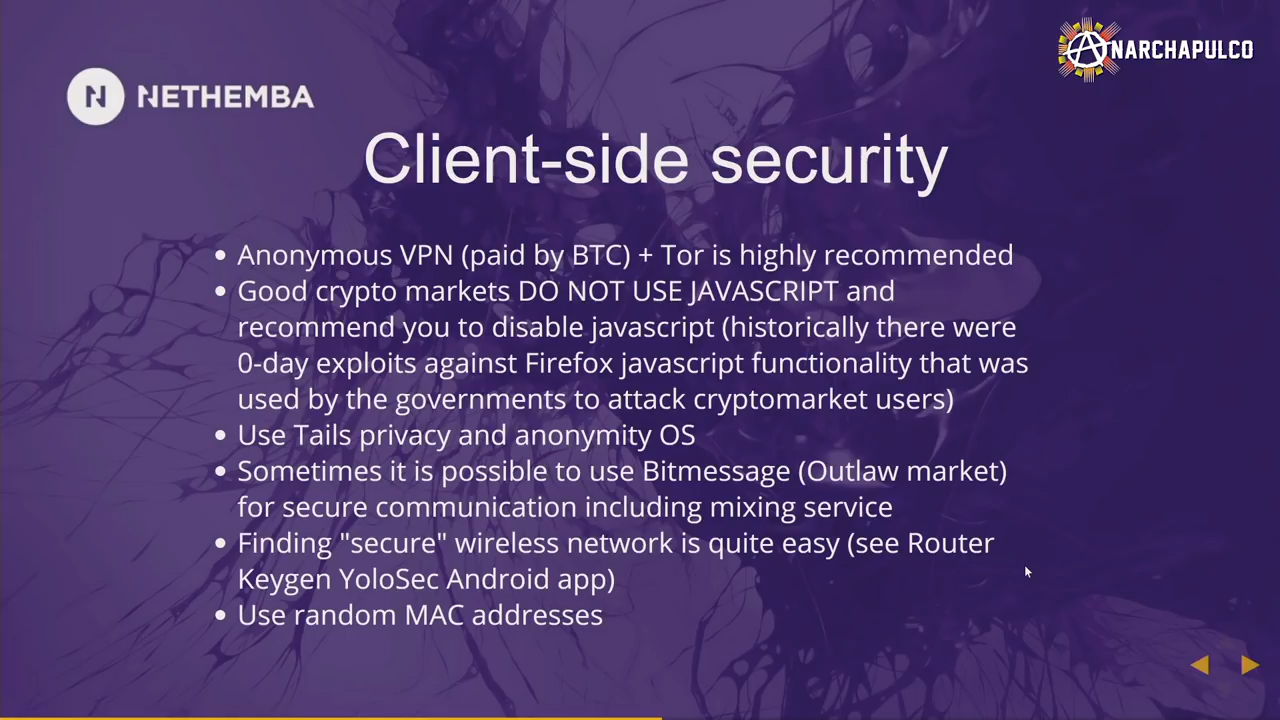 ANARCHAPULCO
N NETHEMBA
Client-side security
Anonymous VPN (paid by BTC) + Tor is highly recommended
Good crypto markets DO NOT USE JAVASCRIPT and
recommend you to disable javascript (historically there were
0-day exploits against Firefox javascript functionality that was
used by the governments to attack cryptomarket users)
Use Tails privacy and anonymity OS
Sometimes it is possible to use Bitmessage (Outlaw market)
for secure communication including mixing service
Finding "secure" wireless network is quite easy (see Router
Keygen YoloSec Android app)
Use random MAC addresses